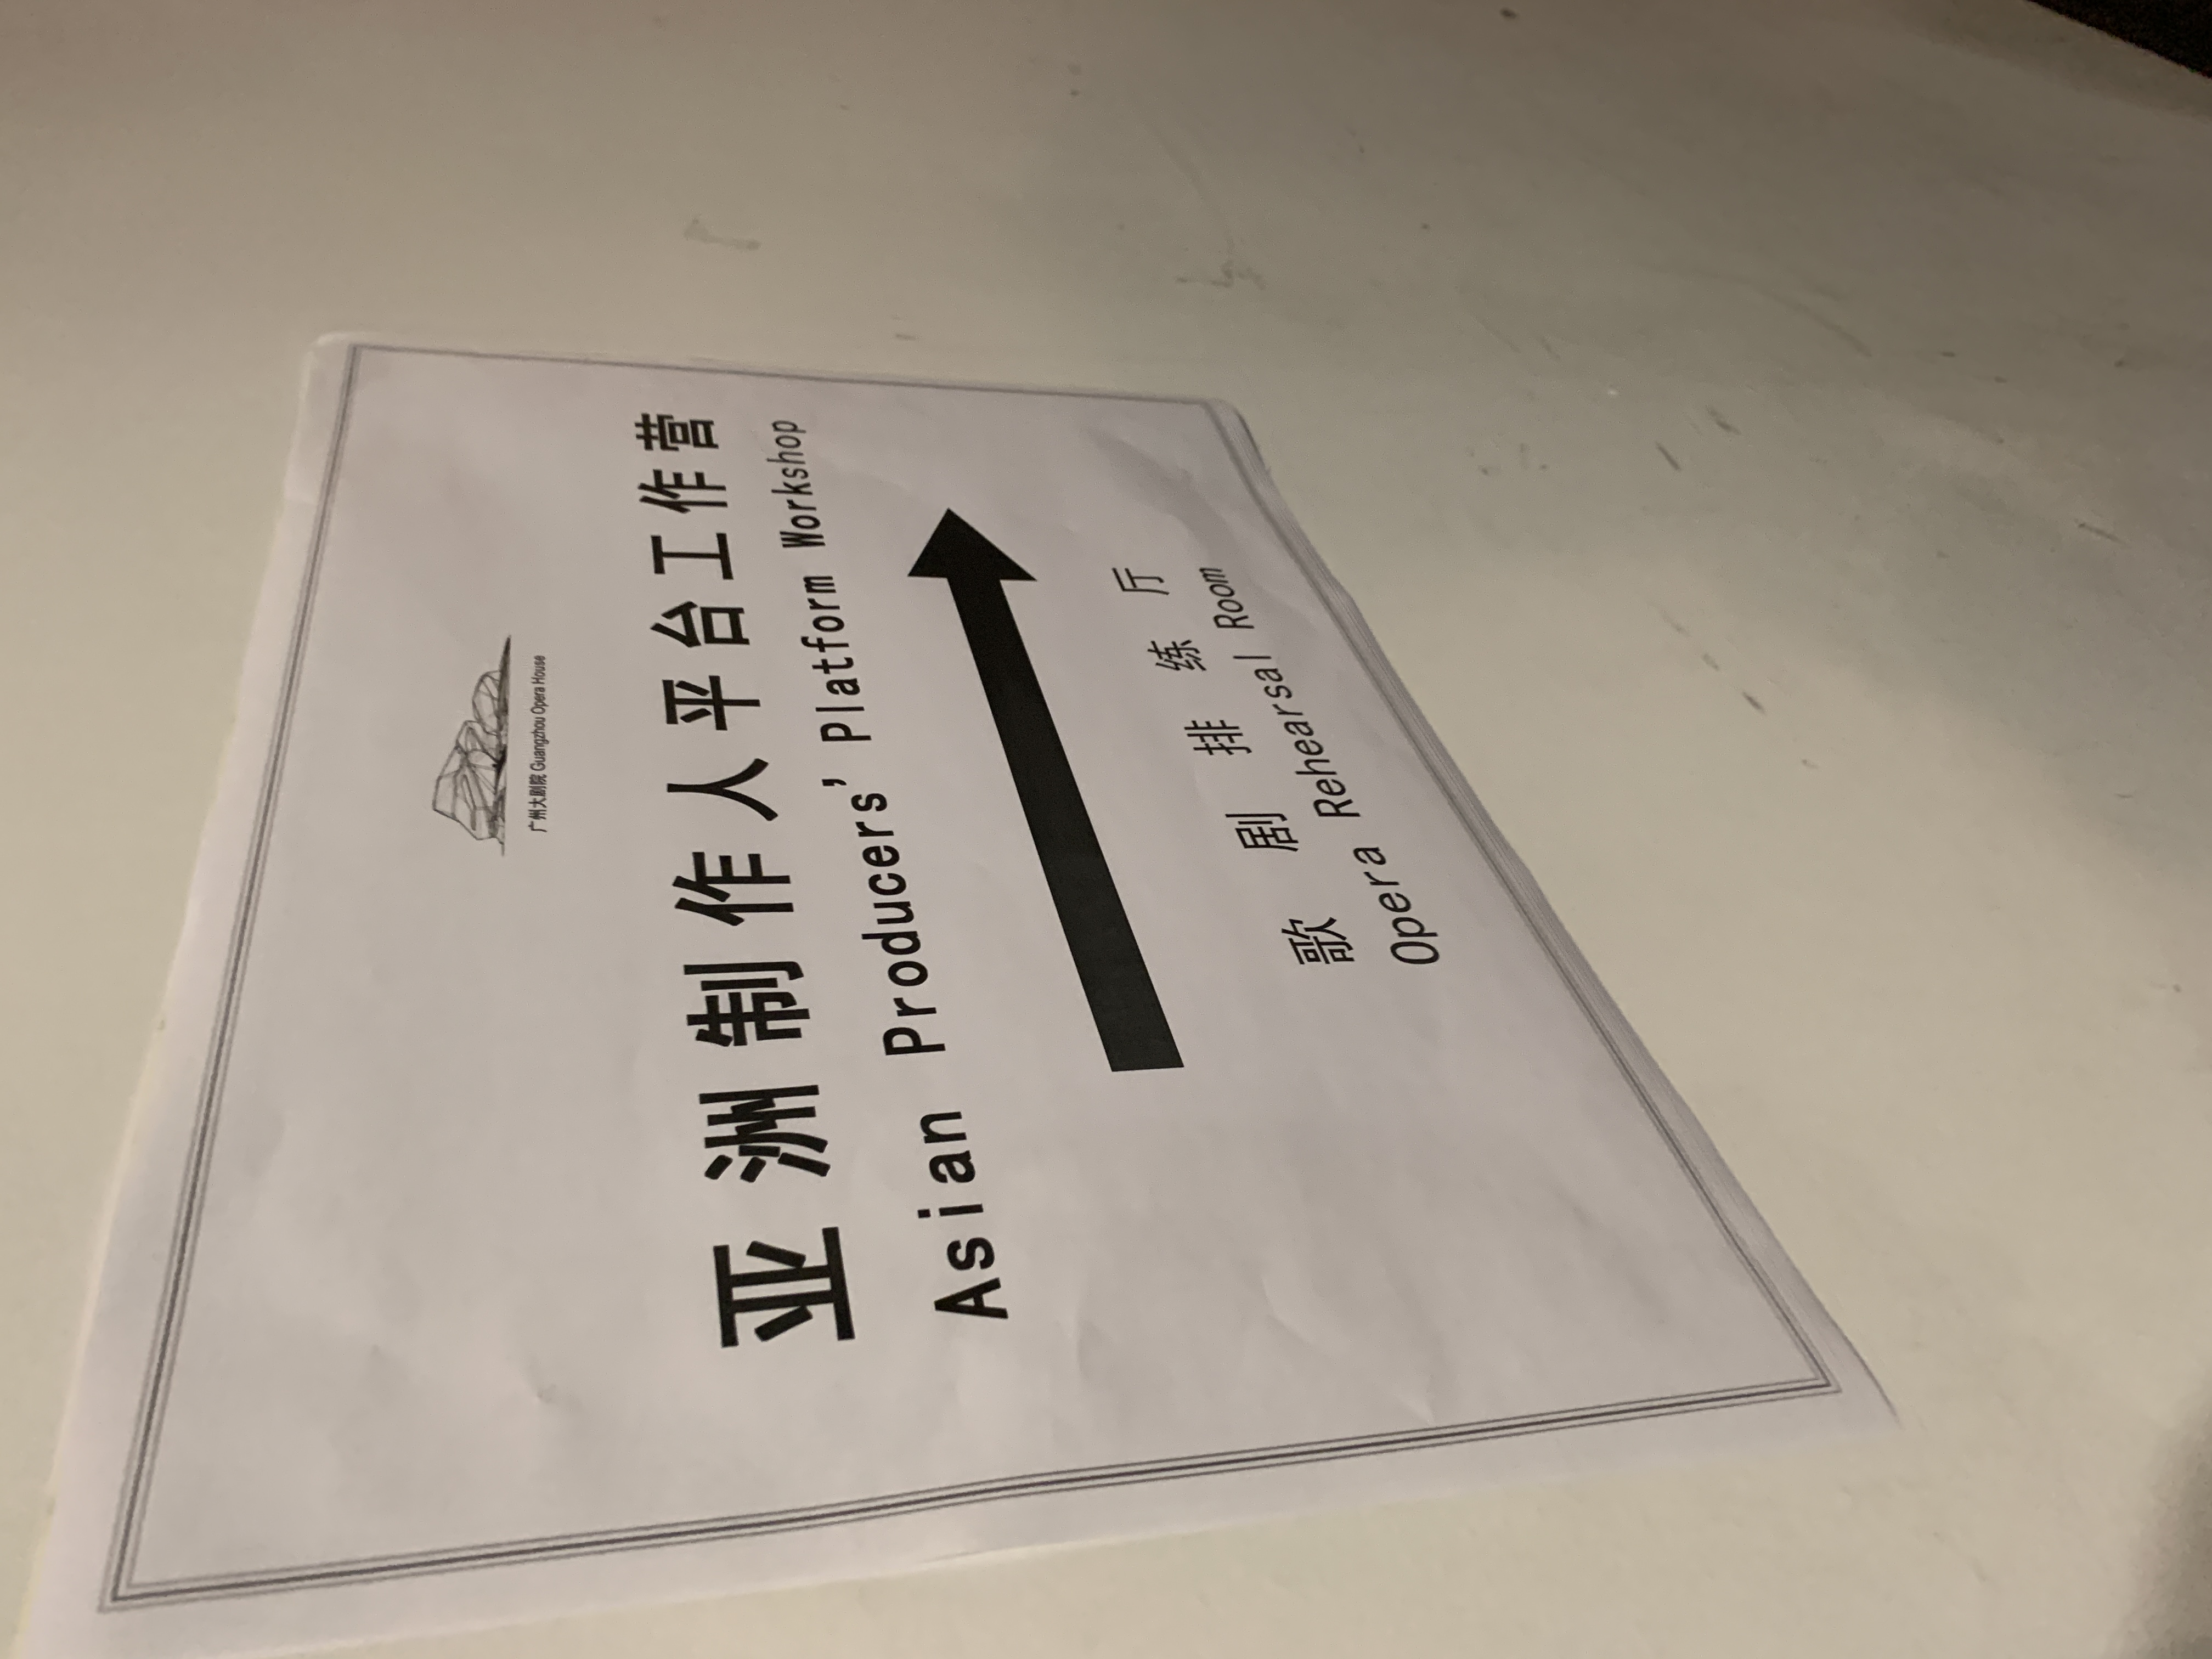 广州大剧院 Guangzhou Opera House
亚洲制作人平台工作营
Asian Producers’ Platform Workshop
歌剧排练厅
Opera Rehearsal Room